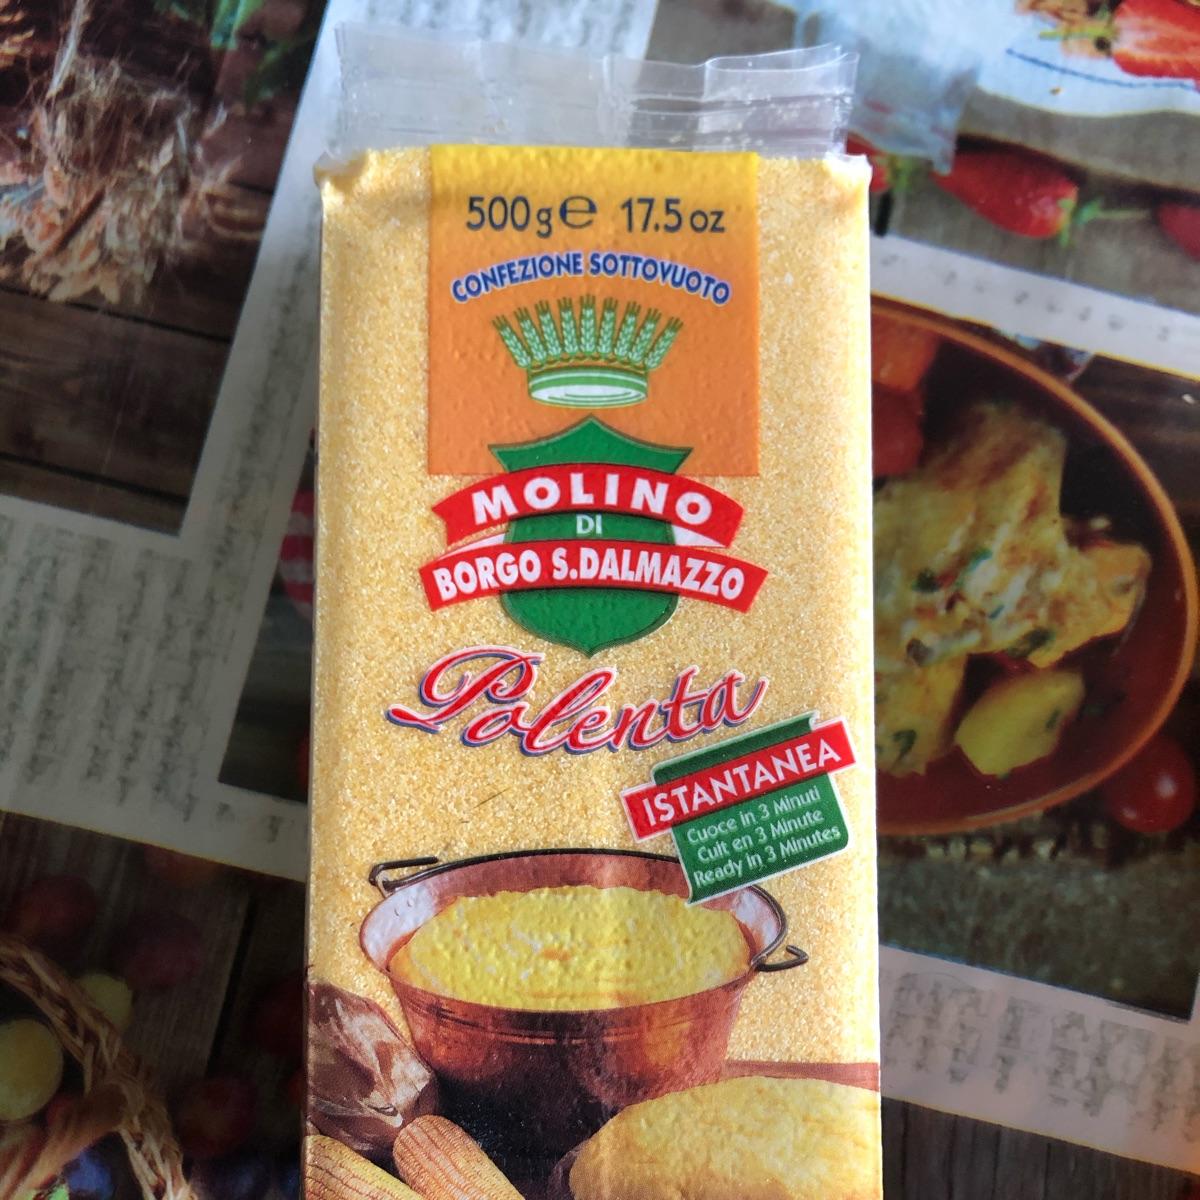 500 g e 17.5 oz
CONFEZIONE SOTTOVUOTO
MOLINO
DI
BORGO S.DALMAZZO
Polenta
ISTANTANEA
Cuoce in 3 Minuti
Cuit en 3 Minute
Ready in 3 Minutes